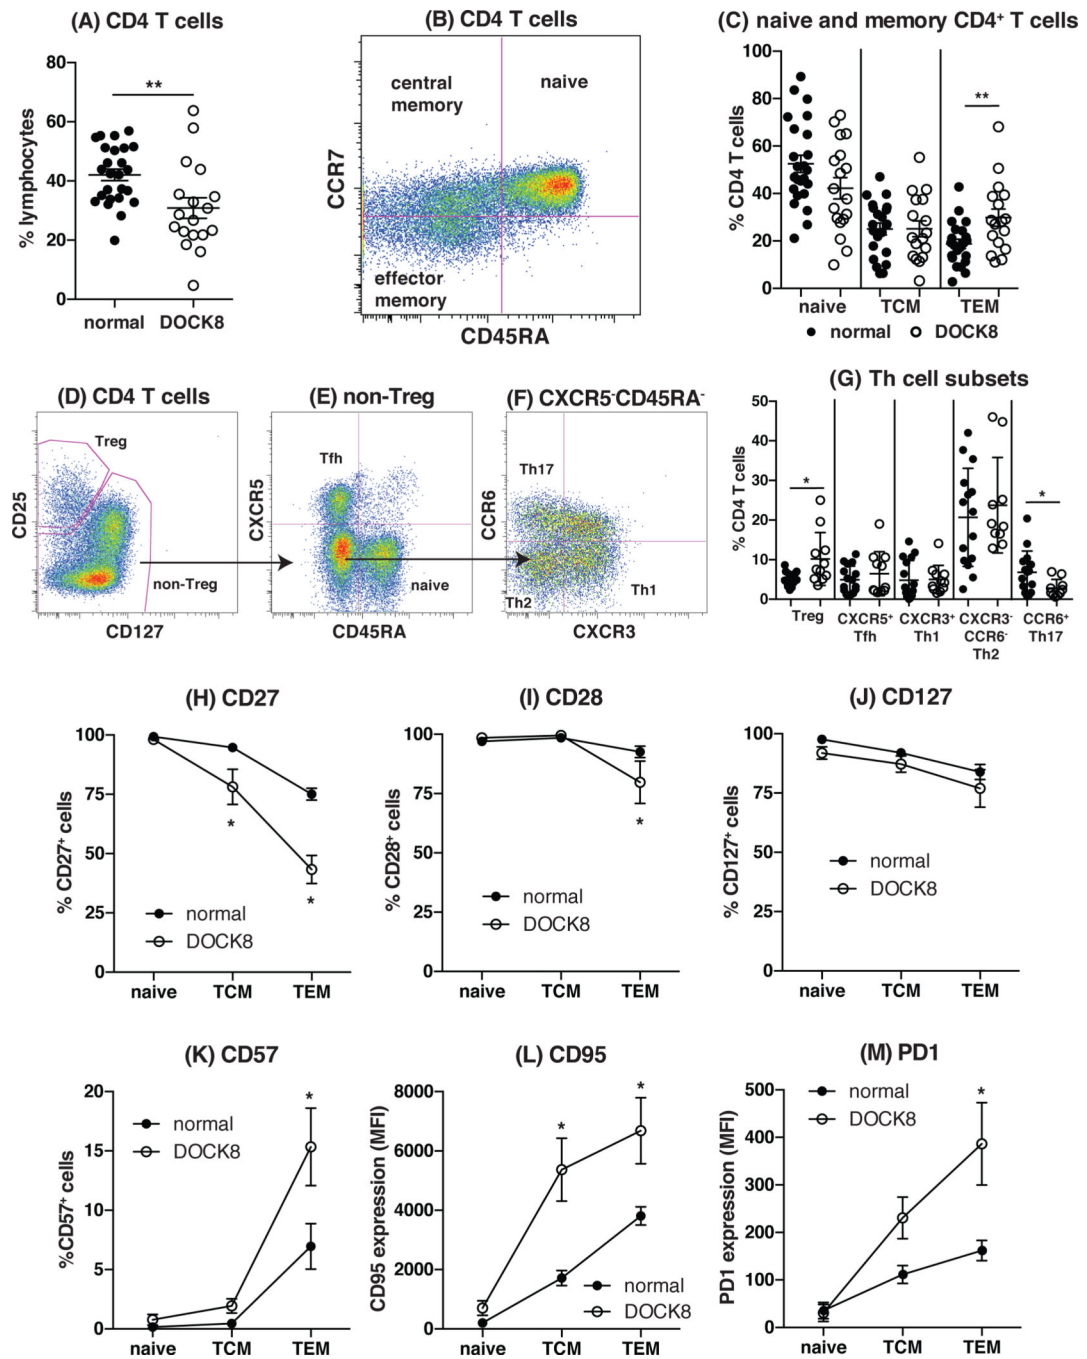 (A) CD4 T cells
% lymphocytes
80
60
40
20
0
**
normal
DOCK8
(B) CD4 T cells
CCR7
central
memory
naive
effector
memory
CD45RA
(C) naive and memory CD4⁺ T cells
% CD4 T cells
100
80
60
40
20
0
**
naive
TCM
TEM
normal
DOCK8
(D) CD4 T cells
CD25
Treg
non-Treg
CD127
(E) non-Treg
CXCR5
Tfh
naive
CD45RA
(F) CXCR5⁻CD45RA⁻
CCR6
Th17
Th2
Th1
CXCR3
(G) Th cell subsets
% CD4 T cells
50
40
30
20
10
0
*
*
Treg
CXCR5⁺
Tfh
CXCR3⁺
Th1
CXCR3⁻
CCR6⁻
Th2
CCR6⁺
Th17
(H) CD27
% CD27⁺ cells
100
75
50
25
0
*
*
normal
DOCK8
naive
TCM
TEM
(I) CD28
% CD28⁺ cells
100
75
50
25
0
*
normal
DOCK8
naive
TCM
TEM
(J) CD127
% CD127⁺ cells
100
75
50
25
0
normal
DOCK8
naive
TCM
TEM
(K) CD57
%CD57⁺ cells
20
15
10
5
0
normal
DOCK8
*
naive
TCM
TEM
(L) CD95
CD95 expression (MFI)
8000
6000
4000
2000
0
*
*
normal
DOCK8
naive
TCM
TEM
(M) PD1
PD1 expression (MFI)
500
400
300
200
100
0
normal
DOCK8
*
naive
TCM
TEM